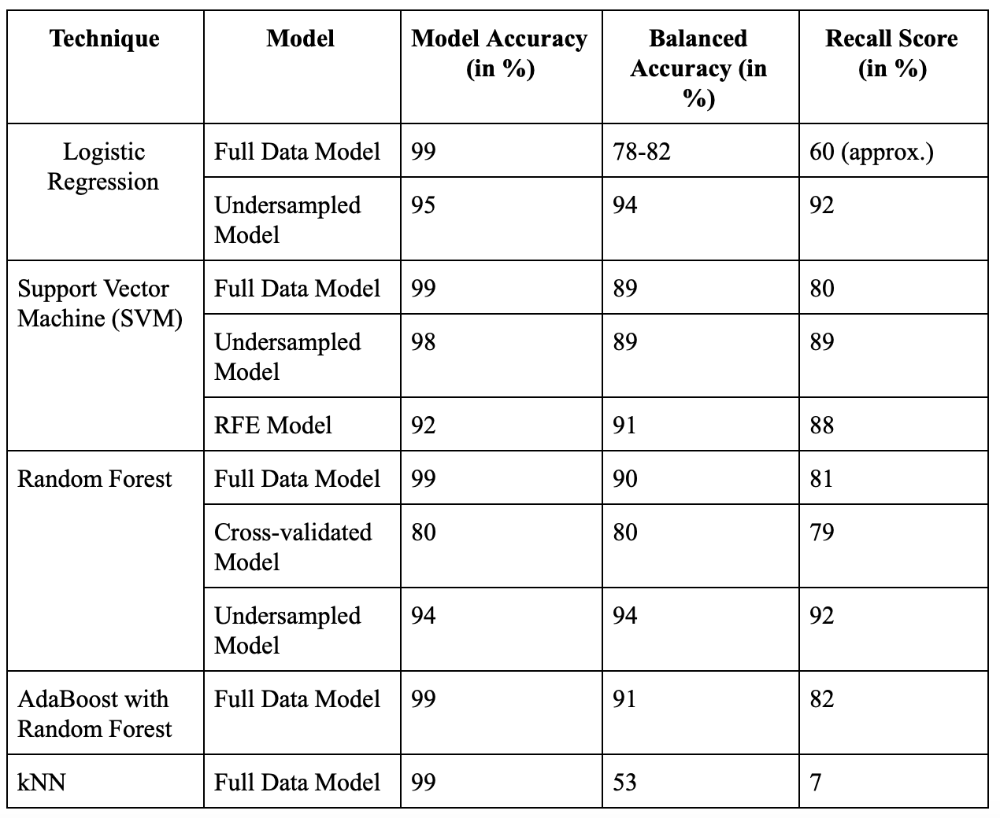 Technique Model Model Accuracy (in %) Balanced Accuracy (in %) Recall Score (in %)
Logistic Regression Full Data Model 99 78-82 60 (approx.)
Undersampled Model 95 94 92
Support Vector Machine (SVM) Full Data Model 99 89 80
Undersampled Model 98 89 89
RFE Model 92 91 88
Random Forest Full Data Model 99 90 81
Cross-validated Model 80 80 79
Undersampled Model 94 94 92
AdaBoost with Random Forest Full Data Model 99 91 82
kNN Full Data Model 99 53 7